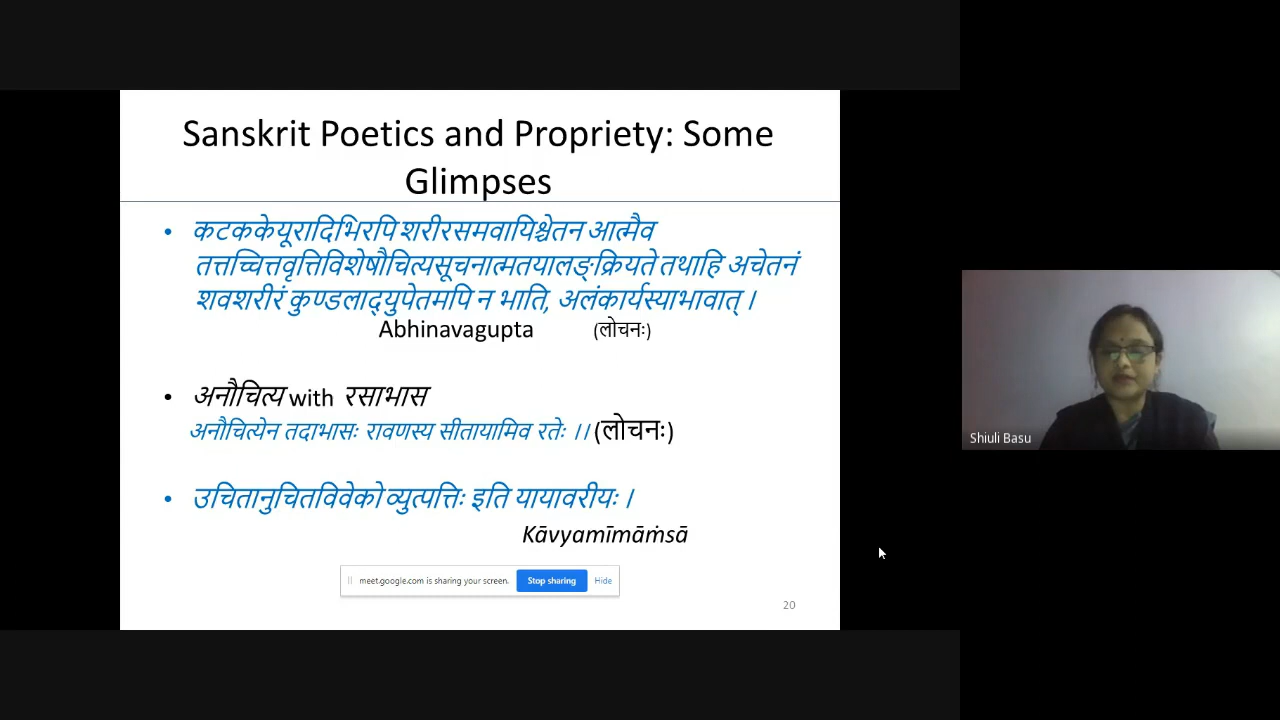 Sanskrit Poetics and Propriety: Some
Glimpses
• कटककेयूरादिभिरपि शरीरसमवायिश्चेतन आत्मैव
तत्तच्चित्तवृत्तिविशेषौचित्यसूचनात्मतयालङ्क्रियते तथाहि अचेतनं
शवशरीरं कुण्डलाद्युपेतमपि न भाति, अलंकार्यस्याभावात् ।
Abhinavagupta (लोचनः)
• अनौचित्य with रसाभास
अनौचित्येन तदाभासः रावणस्य सीतायामिव रतेः ।। (लोचनः)
• उचितानुचितविवेको व्युत्पत्तिः इति यायावरीयः ।
Kāvyamīmāṁsā
meet.google.com is sharing your screen. Stop sharing Hide
20
Shiuli Basu